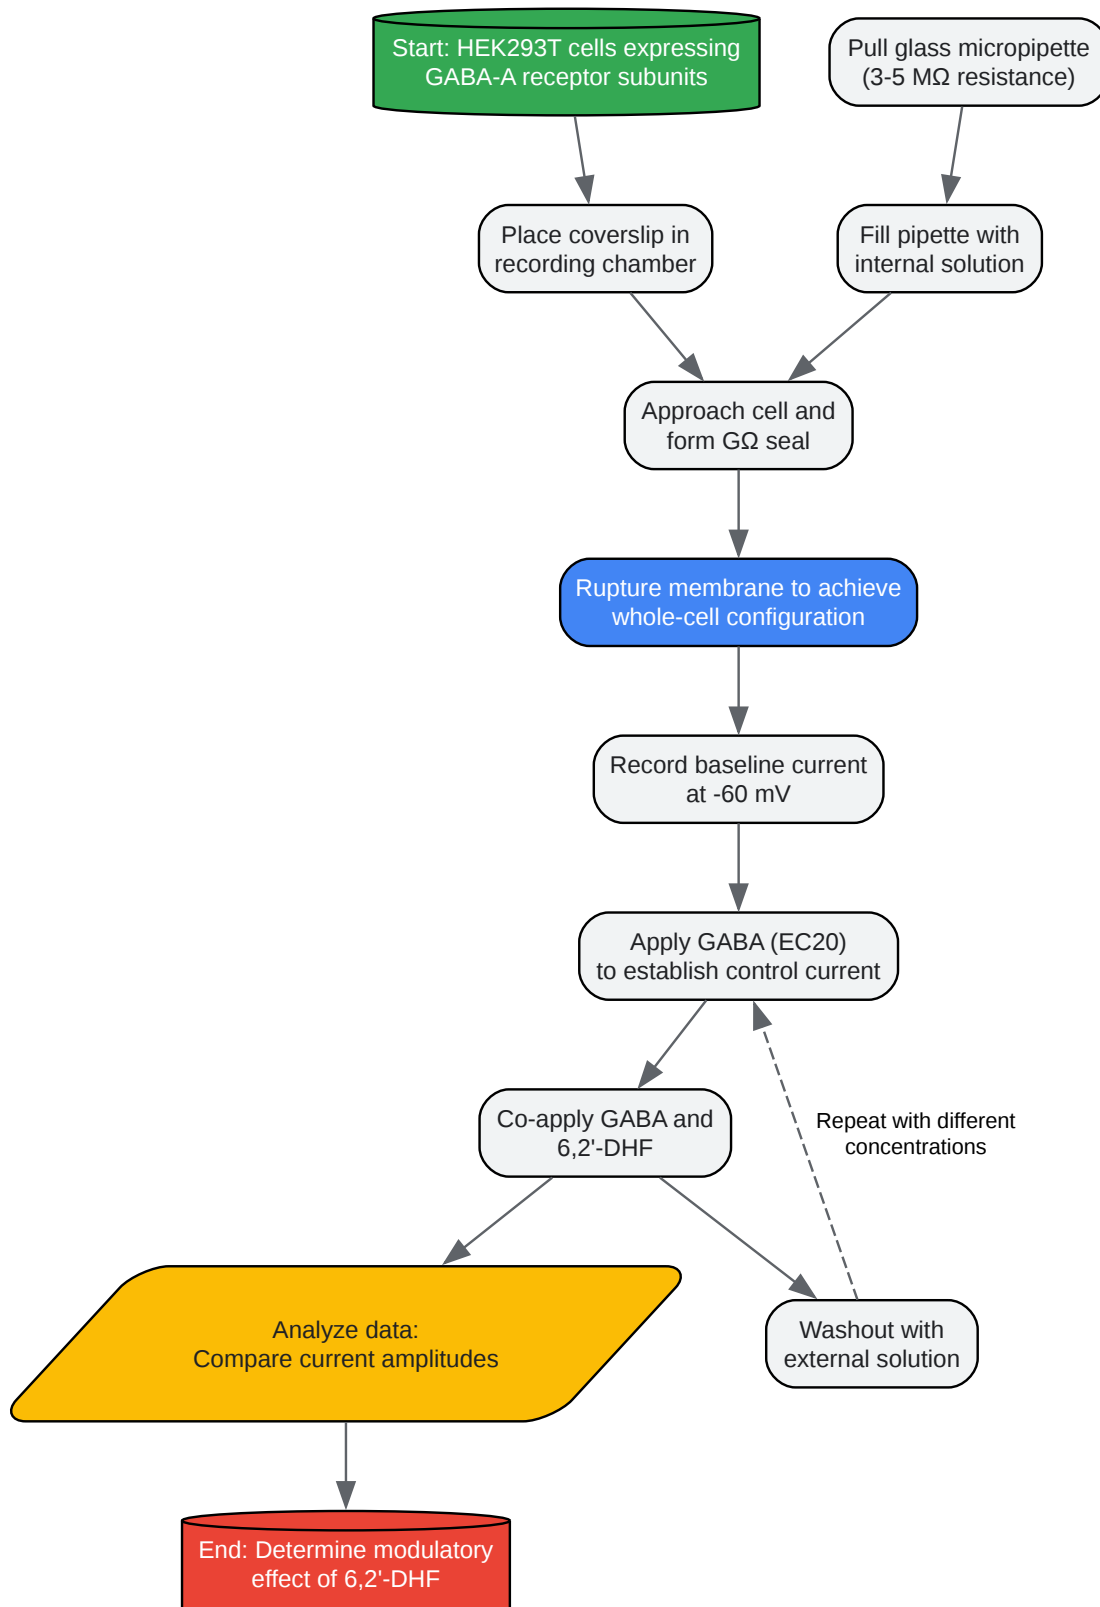 Start: HEK293T cells expressing
GABA-A receptor subunits
Pull glass micropipette
(3-5 MΩ resistance)
Place coverslip in
recording chamber
Fill pipette with
internal solution
Approach cell and
form GΩ seal
Rupture membrane to achieve
whole-cell configuration
Record baseline current
at -60 mV
Apply GABA (EC20)
to establish control current
Co-apply GABA and
6,2'-DHF
Repeat with different
concentrations
Analyze data:
Compare current amplitudes
Washout with
external solution
End: Determine modulatory
effect of 6,2'-DHF